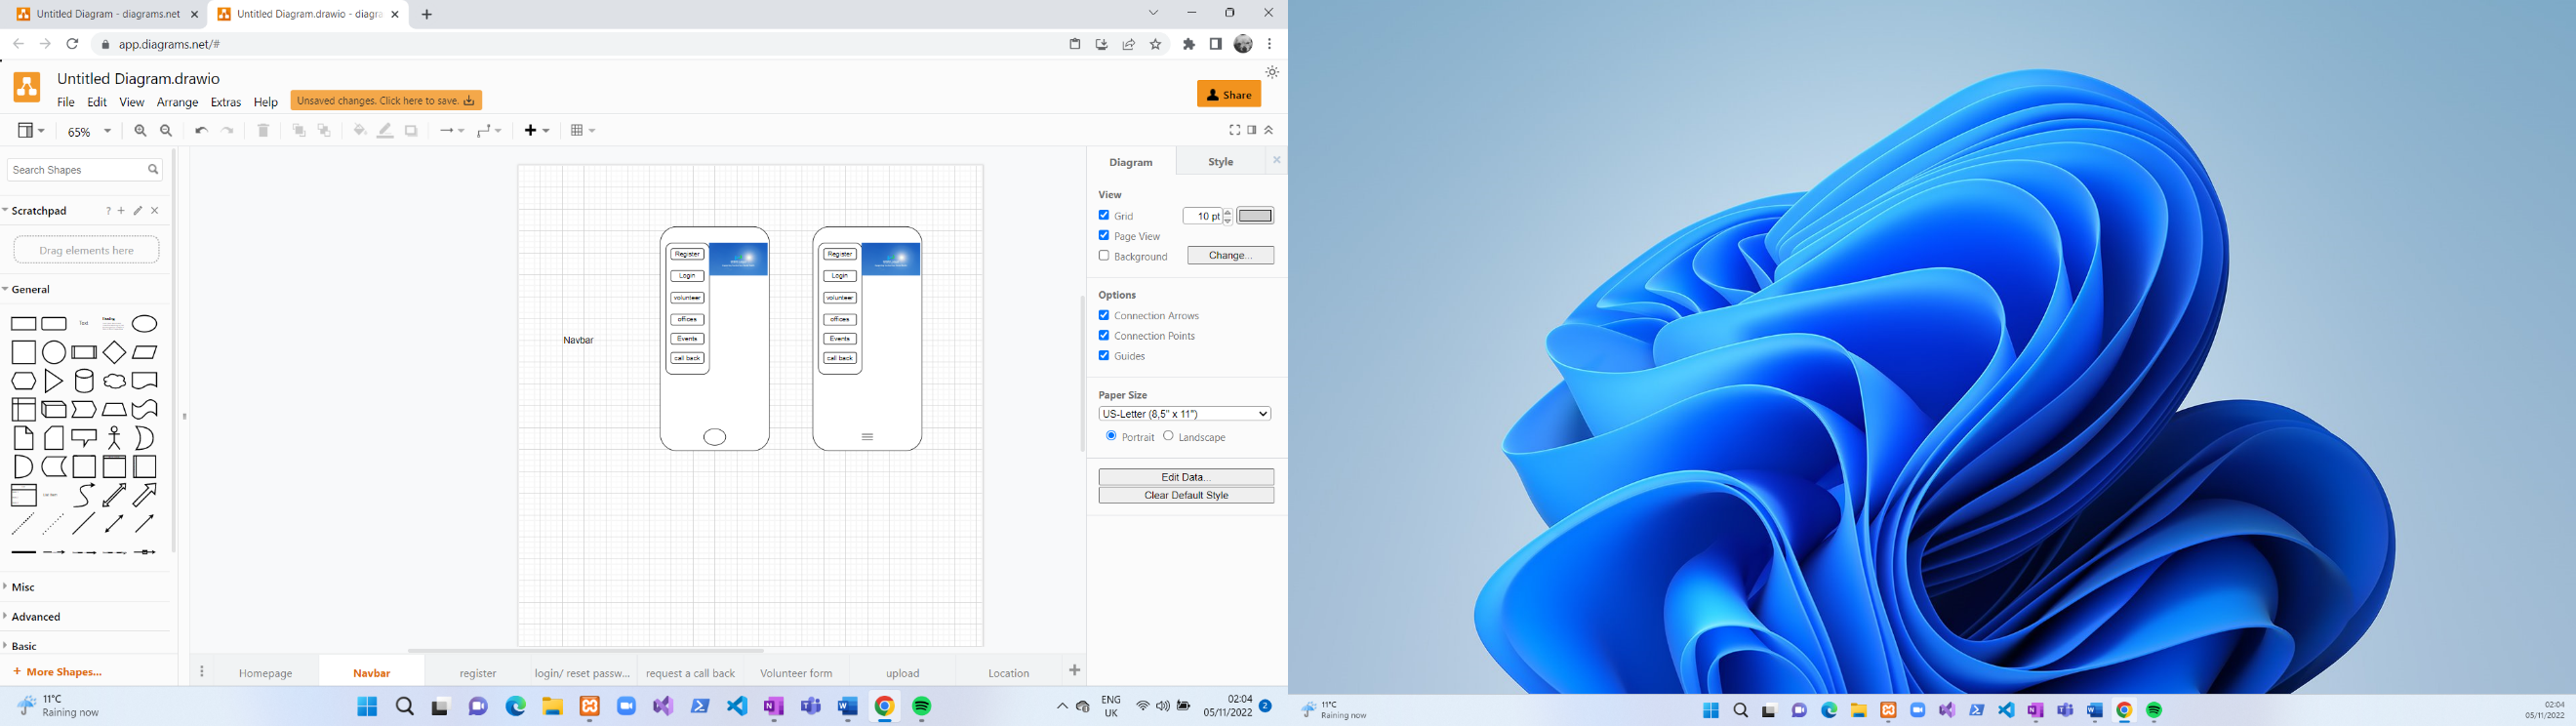 Untitled Diagram - diagrams.net
Untitled Diagram.drawio - diagra
app.diagrams.net/#
Untitled Diagram.drawio
File Edit View Arrange Extras Help
Unsaved changes. Click here to save.
Share
65%
Search Shapes
Scratchpad
?
Drag elements here
General
Text
Heading
Misc
Advanced
Basic
+ More Shapes...
Navbar
Register
Login
volunteer
offices
Events
call back
Register
Login
volunteer
offices
Events
call back
Diagram
Style
View
Grid
10 pt
Page View
Background
Change...
Options
Connection Arrows
Connection Points
Guides
Paper Size
US-Letter (8,5" x 11")
Portrait
Landscape
Edit Data...
Clear Default Style
Homepage
Navbar
register
login/ reset passw...
request a call back
Volunteer form
upload
Location
11°C
Raining now
ENG
UK
02:04
05/11/2022
2
11°C
Raining now
02:04
05/11/2022